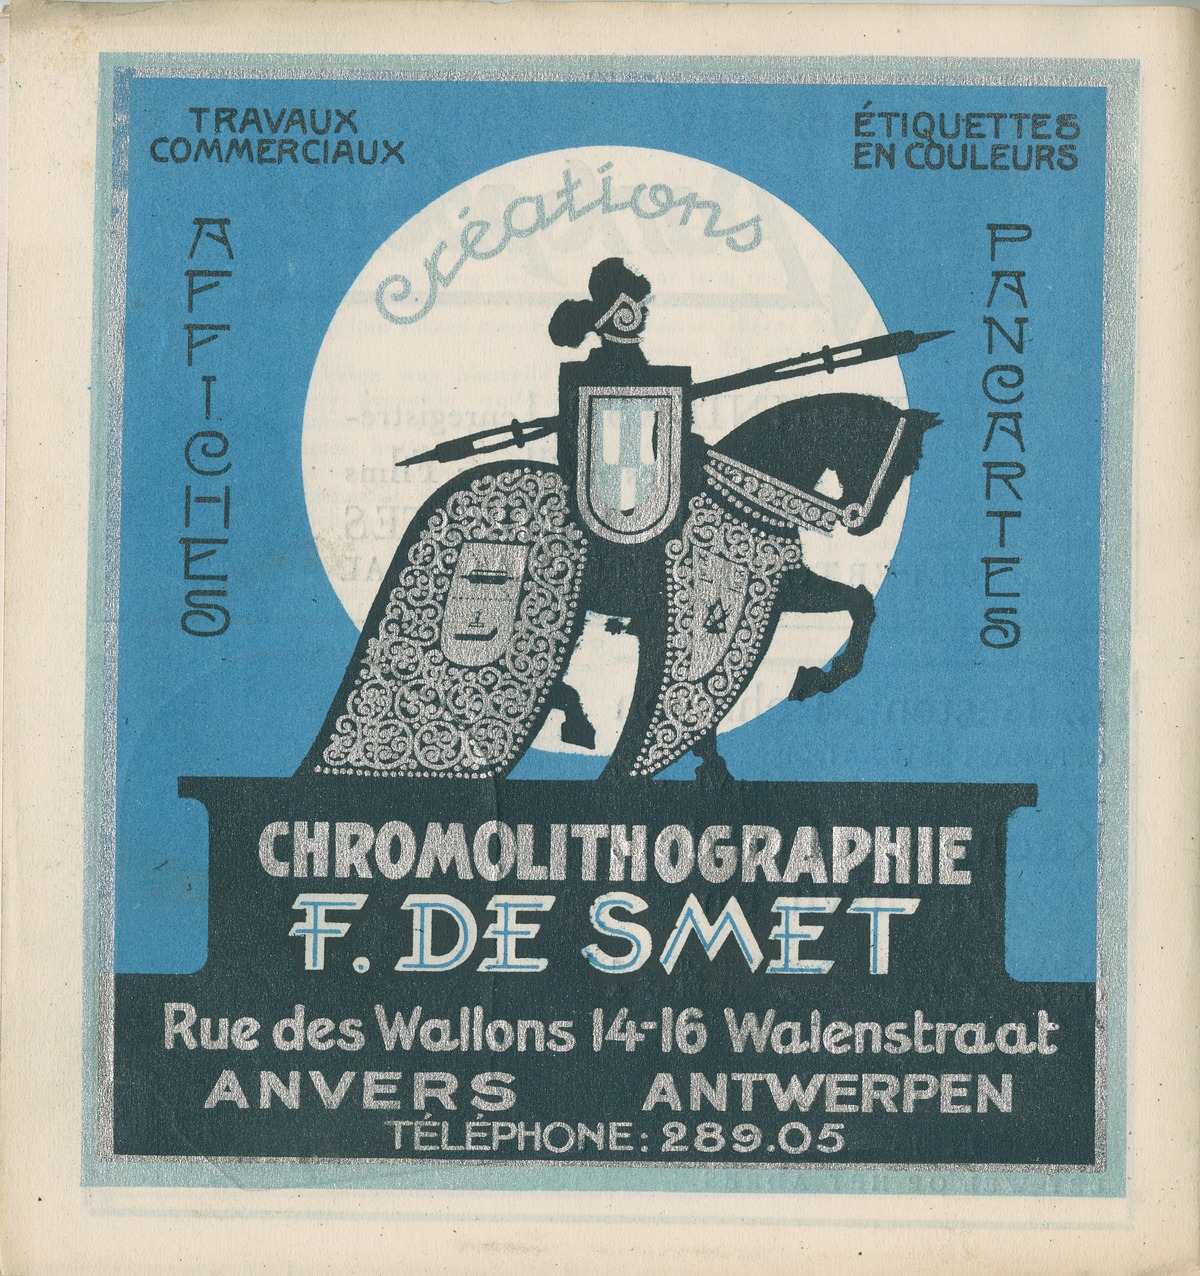 TRAVAUX
COMMERCIAUX
ÉTIQUETTES
EN COULEURS
AFFICHES
créations
PANCARTES
CHROMOLITHOGRAPHIE
F. DE SMET
Rue des Wallons 14-16 Walenstraat
ANVERS ANTWERPEN
TÉLÉPHONE: 289.05